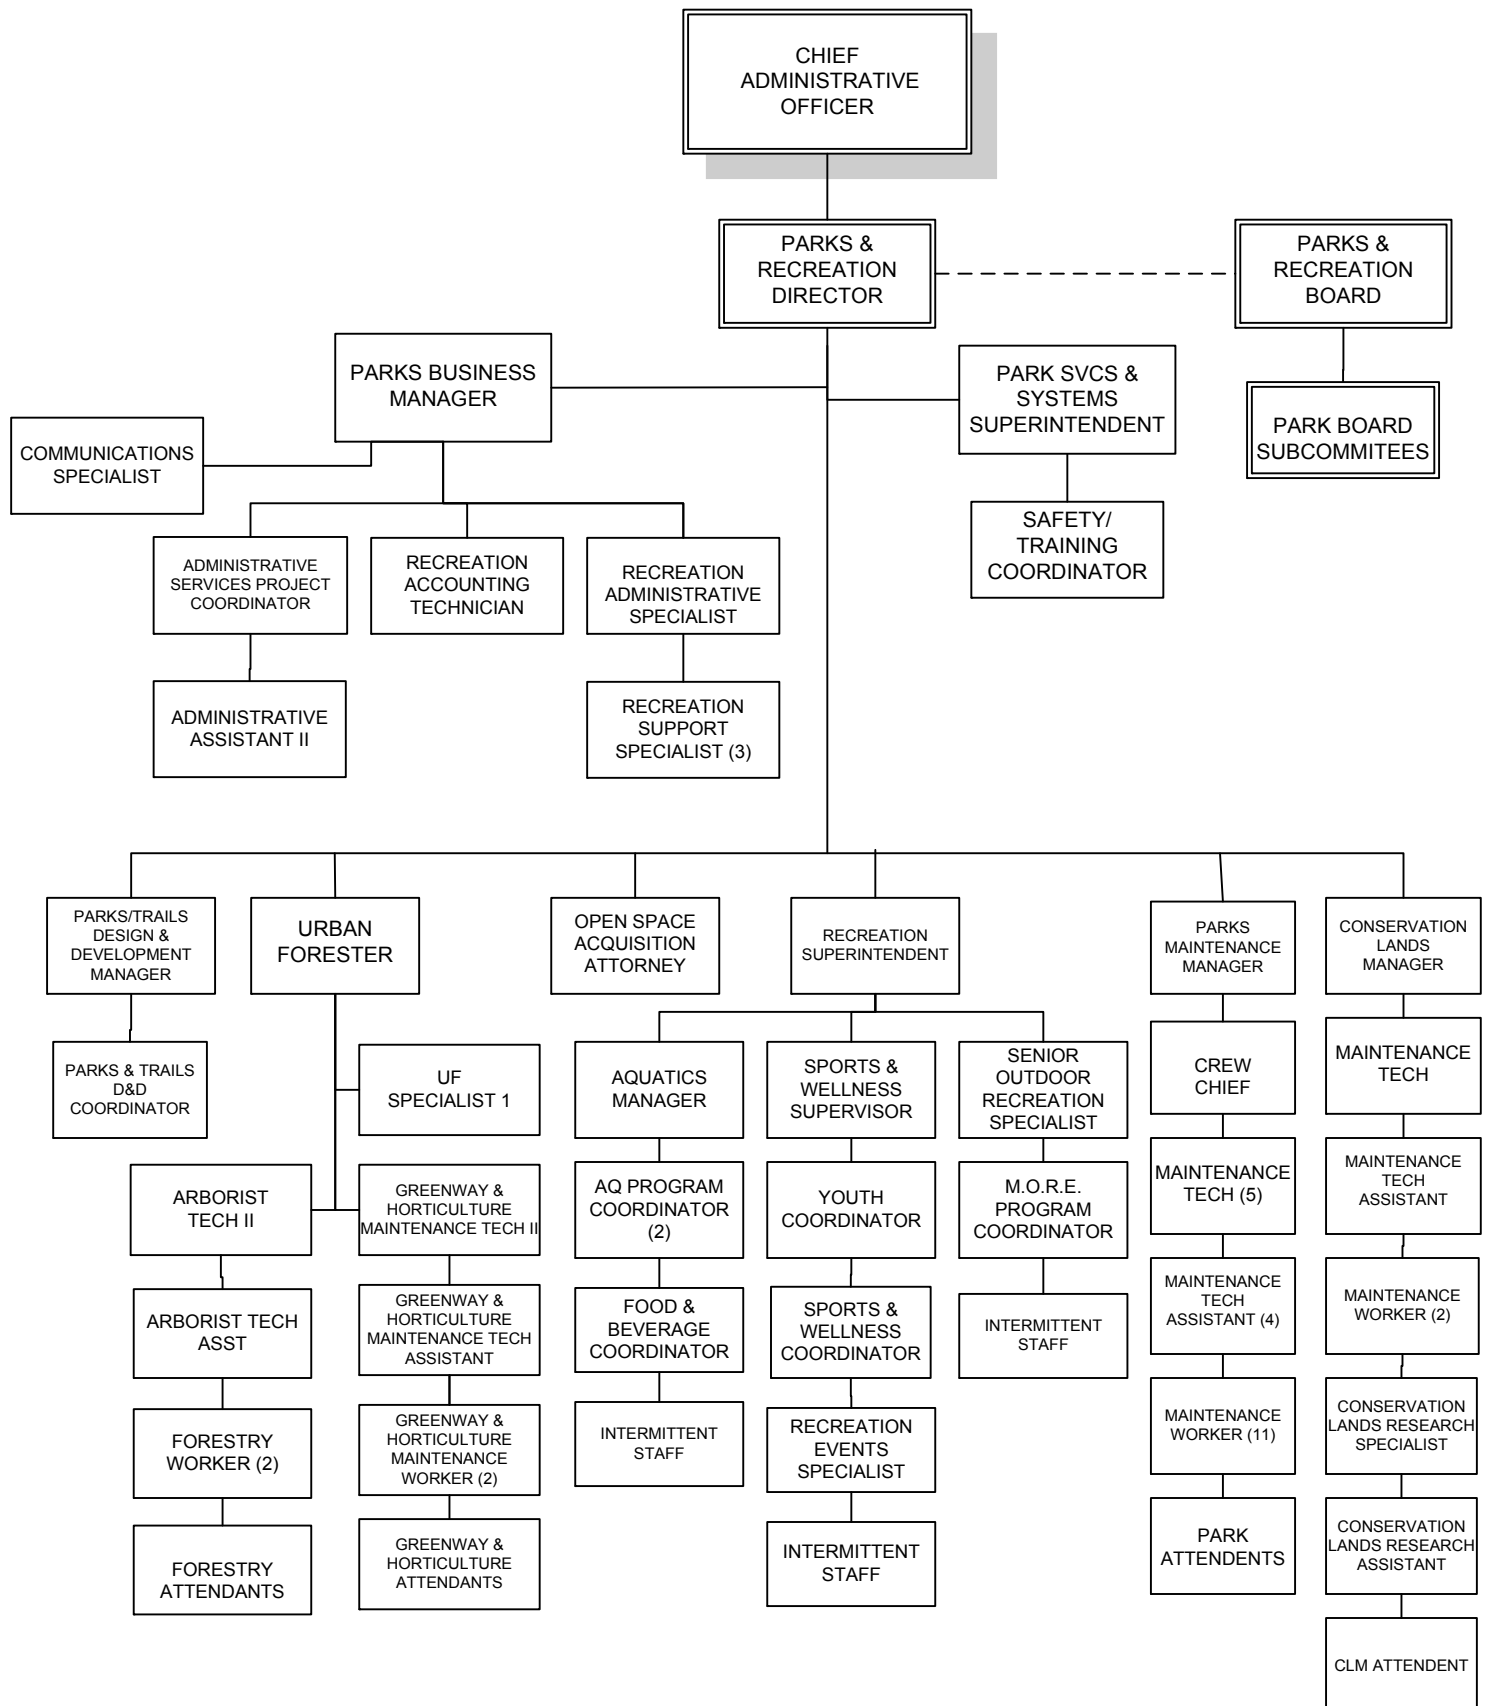 CHIEF
ADMINISTRATIVE
OFFICER
PARKS &
RECREATION
DIRECTOR
PARKS &
RECREATION
BOARD
PARKS BUSINESS
MANAGER
PARK SVCS &
SYSTEMS
SUPERINTENDENT
PARK BOARD
SUBCOMMITEES
COMMUNICATIONS
SPECIALIST
SAFETY/
TRAINING
COORDINATOR
ADMINISTRATIVE
SERVICES PROJECT
COORDINATOR
RECREATION
ACCOUNTING
TECHNICIAN
RECREATION
ADMINISTRATIVE
SPECIALIST
ADMINISTRATIVE
ASSISTANT II
RECREATION
SUPPORT
SPECIALIST (3)
PARKS/TRAILS
DESIGN &
DEVELOPMENT
MANAGER
URBAN
FORESTER
OPEN SPACE
ACQUISITION
ATTORNEY
RECREATION
SUPERINTENDENT
PARKS
MAINTENANCE
MANAGER
CONSERVATION
LANDS
MANAGER
PARKS & TRAILS
D&D
COORDINATOR
UF
SPECIALIST 1
AQUATICS
MANAGER
SPORTS &
WELLNESS
SUPERVISOR
SENIOR
OUTDOOR
RECREATION
SPECIALIST
CREW
CHIEF
MAINTENANCE
TECH
ARBORIST
TECH II
GREENWAY &
HORTICULTURE
MAINTENANCE TECH II
AQ PROGRAM
COORDINATOR
(2)
YOUTH
COORDINATOR
M.O.R.E.
PROGRAM
COORDINATOR
MAINTENANCE
TECH (5)
MAINTENANCE
TECH
ASSISTANT
ARBORIST TECH
ASST
GREENWAY &
HORTICULTURE
MAINTENANCE TECH
ASSISTANT
FOOD &
BEVERAGE
COORDINATOR
SPORTS &
WELLNESS
COORDINATOR
INTERMITTENT
STAFF
MAINTENANCE
TECH
ASSISTANT (4)
MAINTENANCE
WORKER (2)
FORESTRY
WORKER (2)
GREENWAY &
HORTICULTURE
MAINTENANCE
WORKER (2)
INTERMITTENT
STAFF
RECREATION
EVENTS
SPECIALIST
MAINTENANCE
WORKER (11)
CONSERVATION
LANDS RESEARCH
SPECIALIST
FORESTRY
ATTENDANTS
GREENWAY &
HORTICULTURE
ATTENDANTS
INTERMITTENT
STAFF
PARK
ATTENDENTS
CONSERVATION
LANDS RESEARCH
ASSISTANT
CLM ATTENDENT